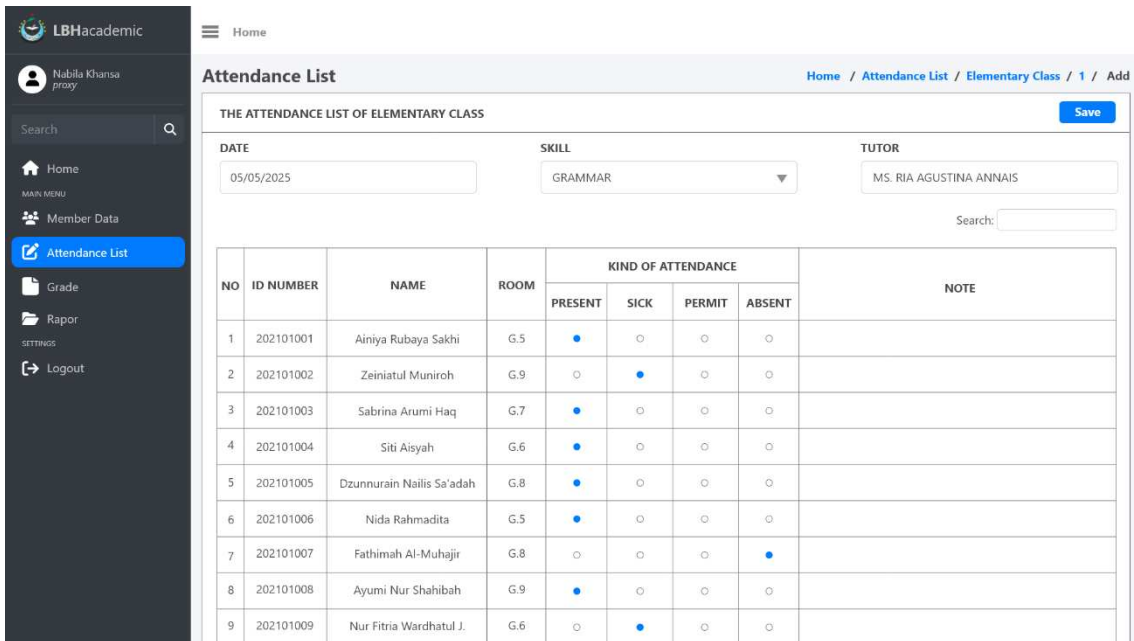 LBHacademic
Home
Nabila Khansa
proxy
Search
Home
MAIN MENU
Member Data
Attendance List
Grade
Rapor
SETTINGS
Logout
Attendance List
Home / Attendance List / Elementary Class / 1 / Add
THE ATTENDANCE LIST OF ELEMENTARY CLASS
Save
DATE SKILL TUTOR
05/05/2025 GRAMMAR MS. RIA AGUSTINA ANNAIS
Search:
NO ID NUMBER NAME ROOM KIND OF ATTENDANCE NOTE
PRESENT SICK PERMIT ABSENT
1 202101001 Ainiya Rubaya Sakhi G.5
2 202101002 Zeiniatul Muniroh G.9
3 202101003 Sabrina Arumi Haq G.7
4 202101004 Siti Aisyah G.6
5 202101005 Dzunnurain Nailis Sa'adah G.8
6 202101006 Nida Rahmadita G.5
7 202101007 Fathimah Al-Muhajir G.8
8 202101008 Ayumi Nur Shahibah G.9
9 202101009 Nur Fitria Wardhatul J. G.6